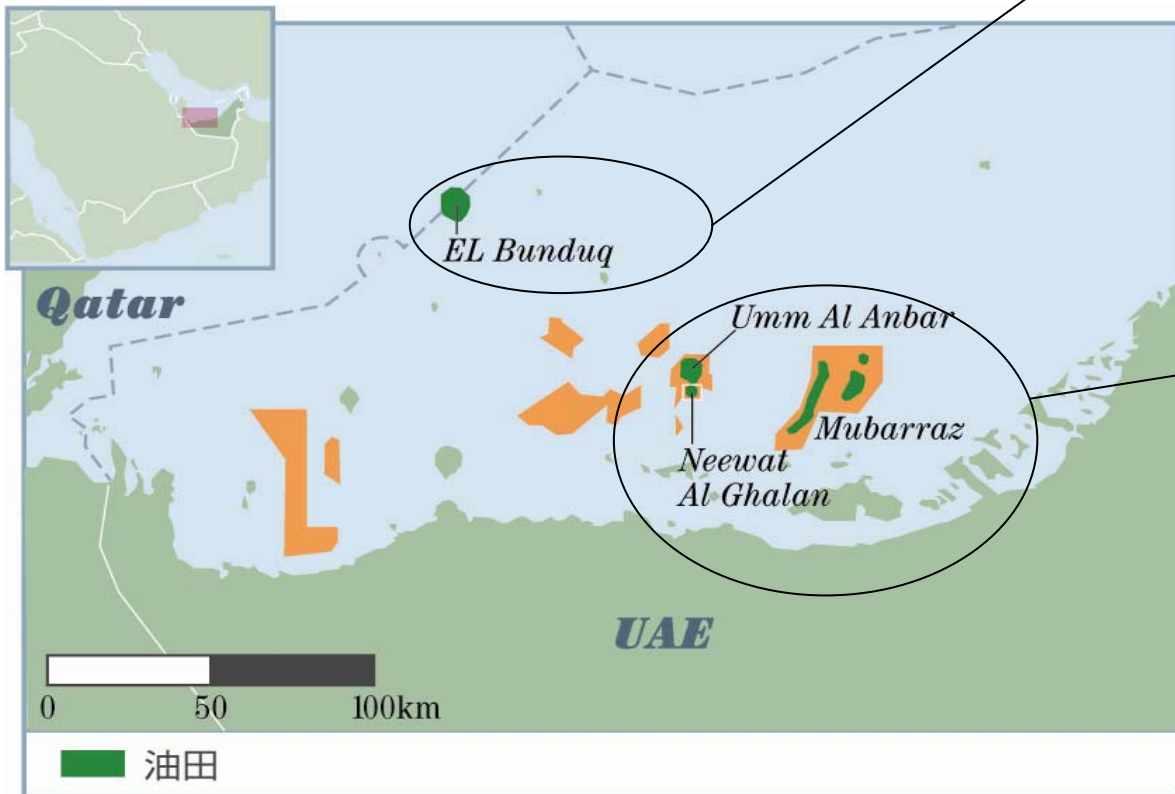 EL Bunduq
Qatar
Umm Al Anbar
Mubarraz
Neewat
Al Ghalan
UAE
0 50 100km
油田